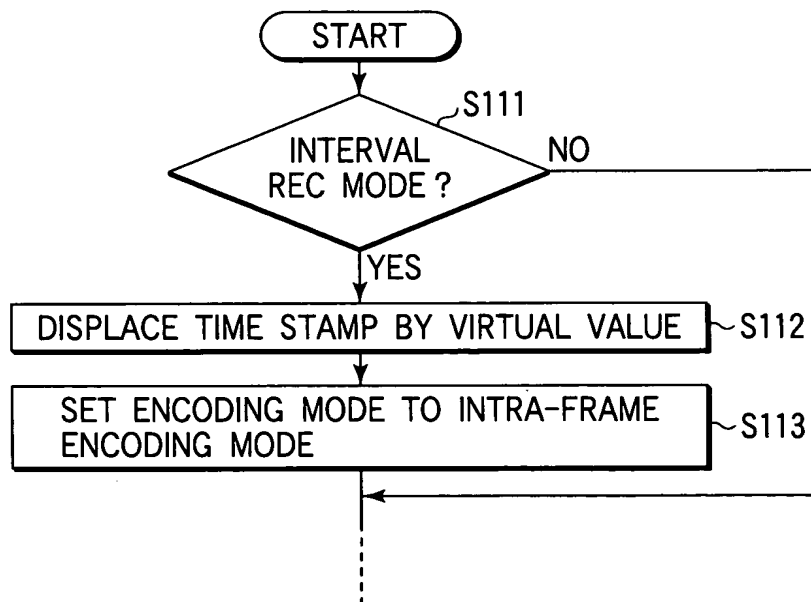 START
S111
INTERVAL
REC MODE?
NO
YES
DISPLACE TIME STAMP BY VIRTUAL VALUE
S112
SET ENCODING MODE TO INTRA-FRAME
ENCODING MODE
S113